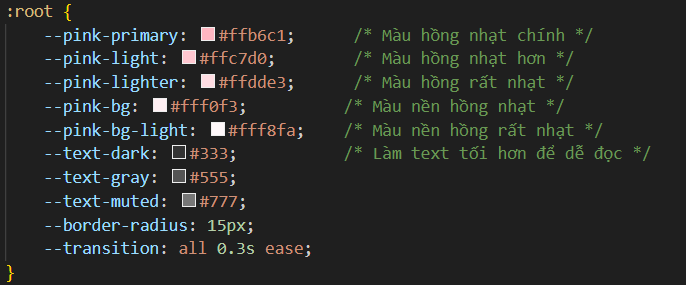 :root {
--pink-primary: #ffb6c1; /* Màu hồng nhạt chính */
--pink-light: #ffc7d0; /* Màu hồng nhạt hơn */
--pink-lighter: #ffdde3; /* Màu hồng rất nhạt */
--pink-bg: #fff0f3; /* Màu nền hồng nhạt */
--pink-bg-light: #fff8fa; /* Màu nền hồng rất nhạt */
--text-dark: #333; /* Làm text tối hơn để dễ đọc */
--text-gray: #555;
--text-muted: #777;
--border-radius: 15px;
--transition: all 0.3s ease;
}